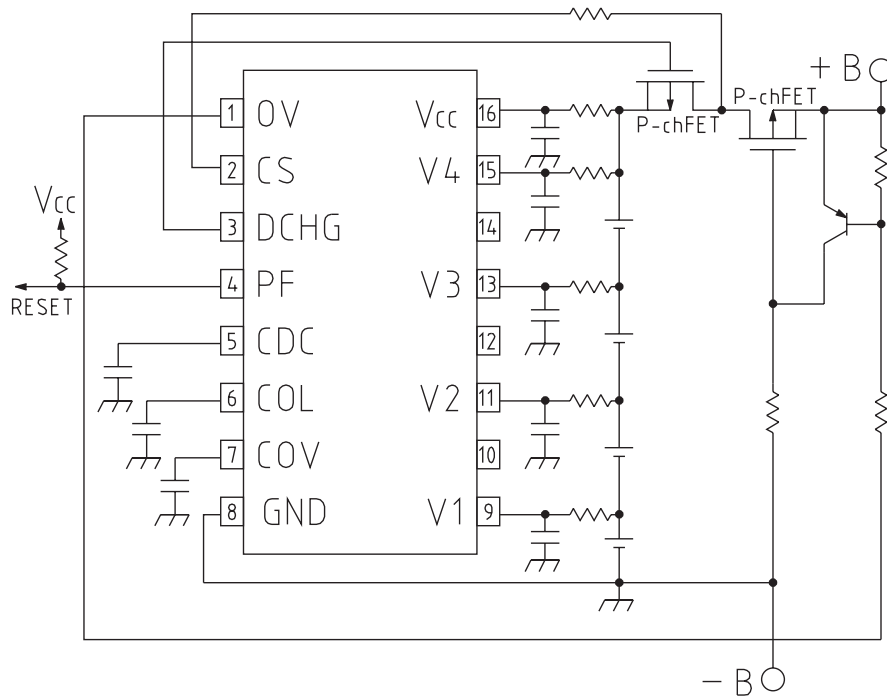 + B
P-chFET
P-chFET
1 OV
Vcc 16
2 CS
V4 15
Vcc
3 DCHG
14
4 PF
V3 13
RESET
5 CDC
12
6 COL
V2 11
7 COV
10
8 GND
V1 9
- B